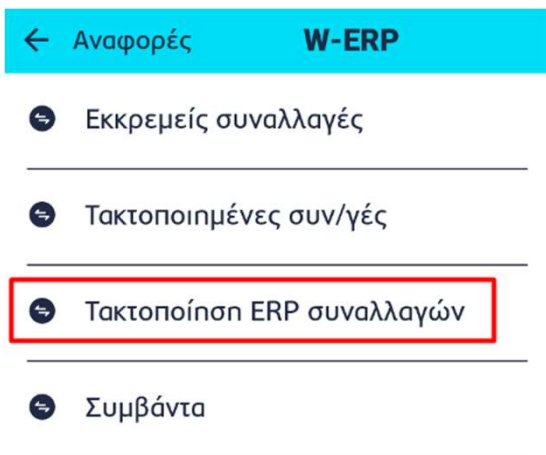 Αναφορές W-ERP
Εκκρεμείς συναλλαγές
Τακτοποιημένες συν/γές
Τακτοποίηση ERP συναλλαγών
Συμβάντα